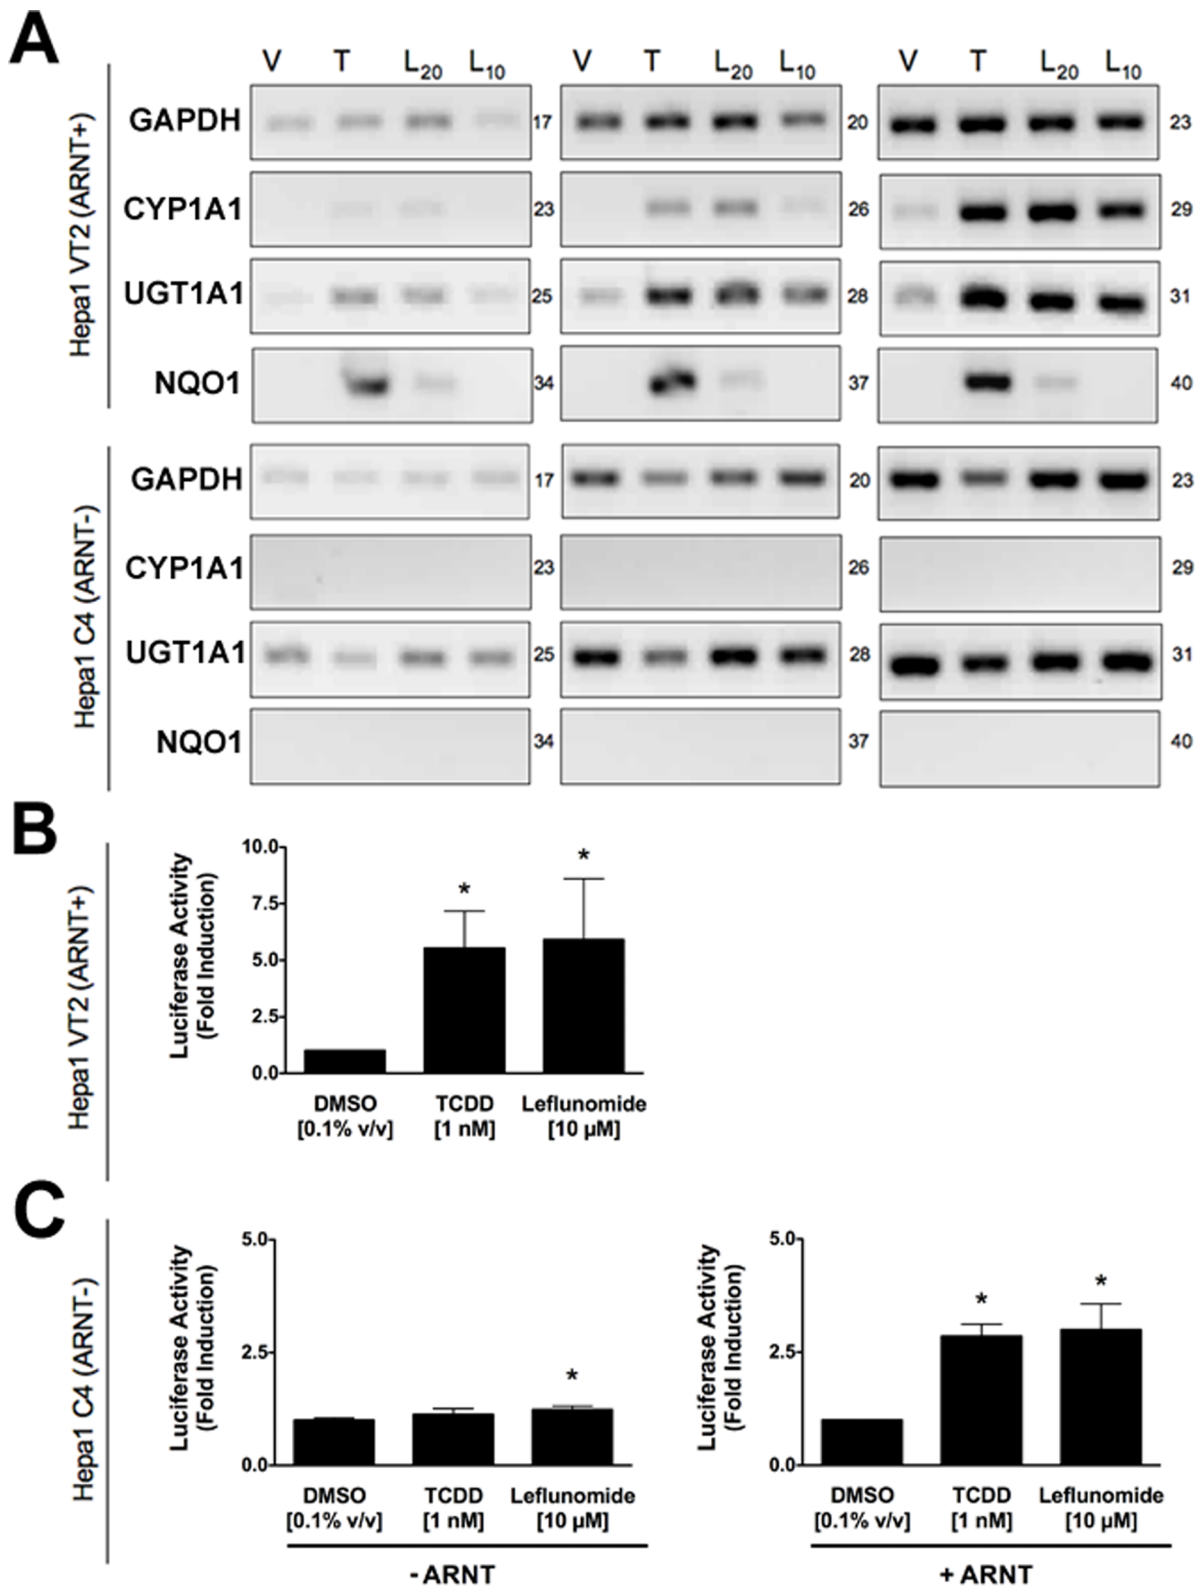 A
V T L20 L10 V T L20 L10 V T L20 L10
Hepa1 VT2 (ARNT+)
GAPDH 17 20 23
CYP1A1 23 26 29
UGT1A1 25 28 31
NQO1 34 37 40
Hepa1 C4 (ARNT-)
GAPDH 17 20 23
CYP1A1 23 26 29
UGT1A1 25 28 31
NQO1 34 37 40
B
Hepa1 VT2 (ARNT+)
Luciferase Activity
(Fold Induction)
10.0
7.5
5.0
2.5
0.0
* *
DMSO TCDD Leflunomide
[0.1% v/v] [1 nM] [10 µM]
C
Hepa1 C4 (ARNT-)
Luciferase Activity
(Fold Induction)
5.0
2.5
0.0
*
DMSO TCDD Leflunomide
[0.1% v/v] [1 nM] [10 µM]
- ARNT
Luciferase Activity
(Fold Induction)
5.0
2.5
0.0
* *
DMSO TCDD Leflunomide
[0.1% v/v] [1 nM] [10 µM]
+ ARNT